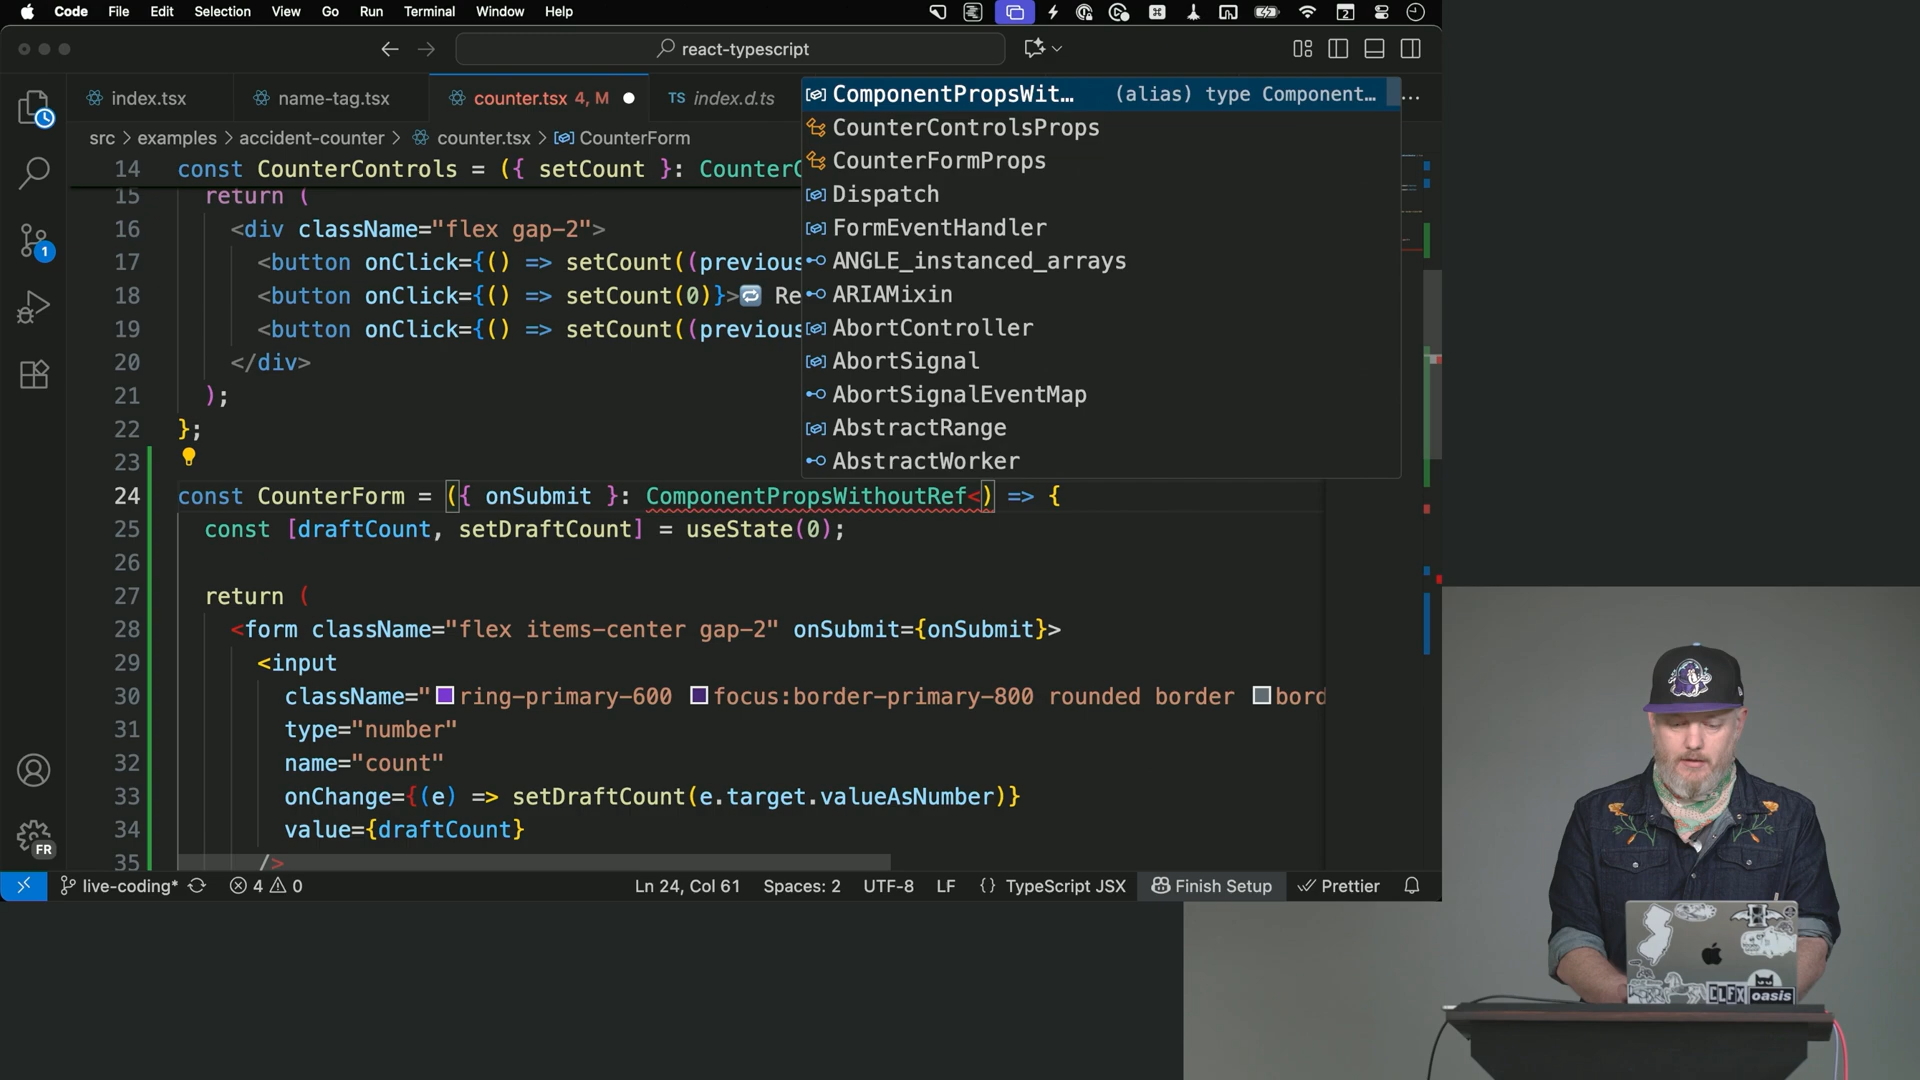 Code File Edit Selection View Go Run Terminal Window Help
2
react-typescript
index.tsx
name-tag.tsx
counter.tsx 4, M
TS index.d.ts
src > examples > accident-counter > counter.tsx > CounterForm
14 const CounterControls = ({ setCount }: CounterC
15 return (
16 <div className="flex gap-2">
17 <button onClick={() => setCount((previous
18 <button onClick={() => setCount(0)}>🔁 Re
19 <button onClick={() => setCount((previous
20 </div>
21 );
22 };
23
24 const CounterForm = ({ onSubmit }: ComponentPropsWithoutRef<) => {
25 const [draftCount, setDraftCount] = useState(0);
26
27 return (
28 <form className="flex items-center gap-2" onSubmit={onSubmit}>
29 <input
30 className="ring-primary-600 focus:border-primary-800 rounded border bord
31 type="number"
32 name="count"
33 onChange={(e) => setDraftCount(e.target.valueAsNumber)}
34 value={draftCount}
35 />
ComponentPropsWit… (alias) type Component…
CounterControlsProps
CounterFormProps
Dispatch
FormEventHandler
ANGLE_instanced_arrays
ARIAMixin
AbortController
AbortSignal
AbortSignalEventMap
AbstractRange
AbstractWorker
1
FR
live-coding* 4 0 Ln 24, Col 61 Spaces: 2 UTF-8 LF {} TypeScript JSX Finish Setup Prettier
CLFX
oasis